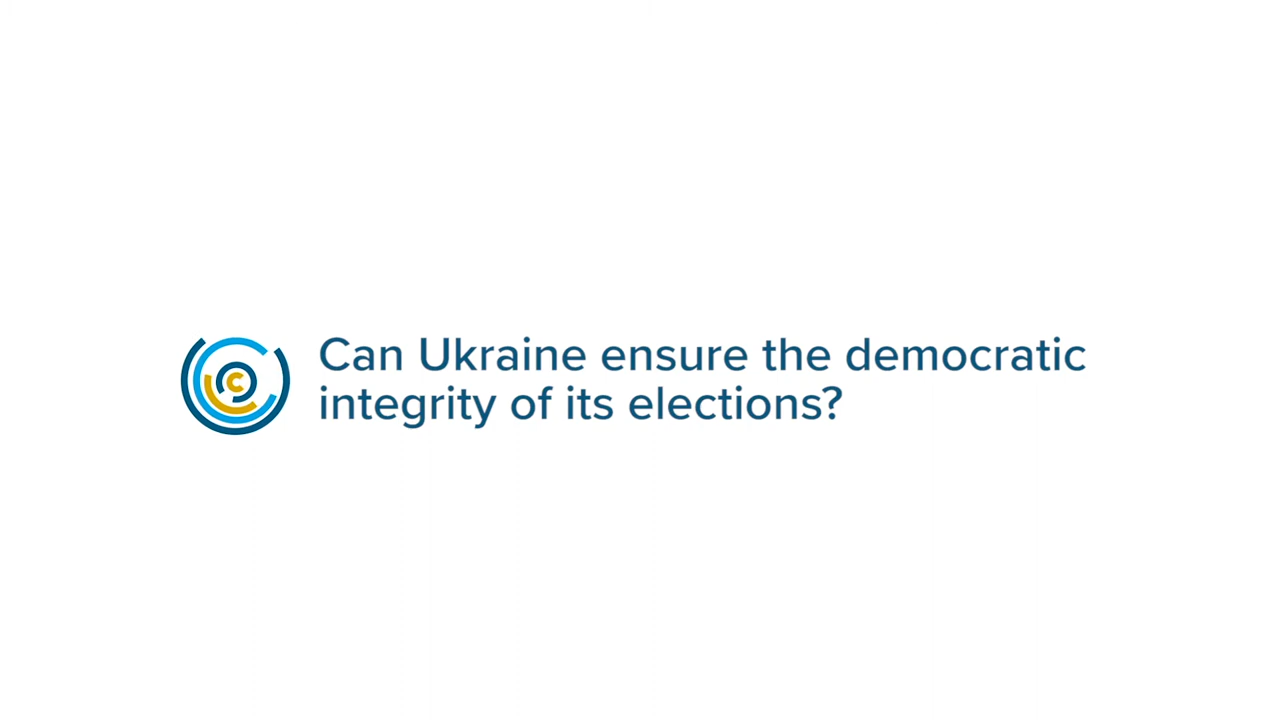 Can Ukraine ensure the democratic
integrity of its elections?